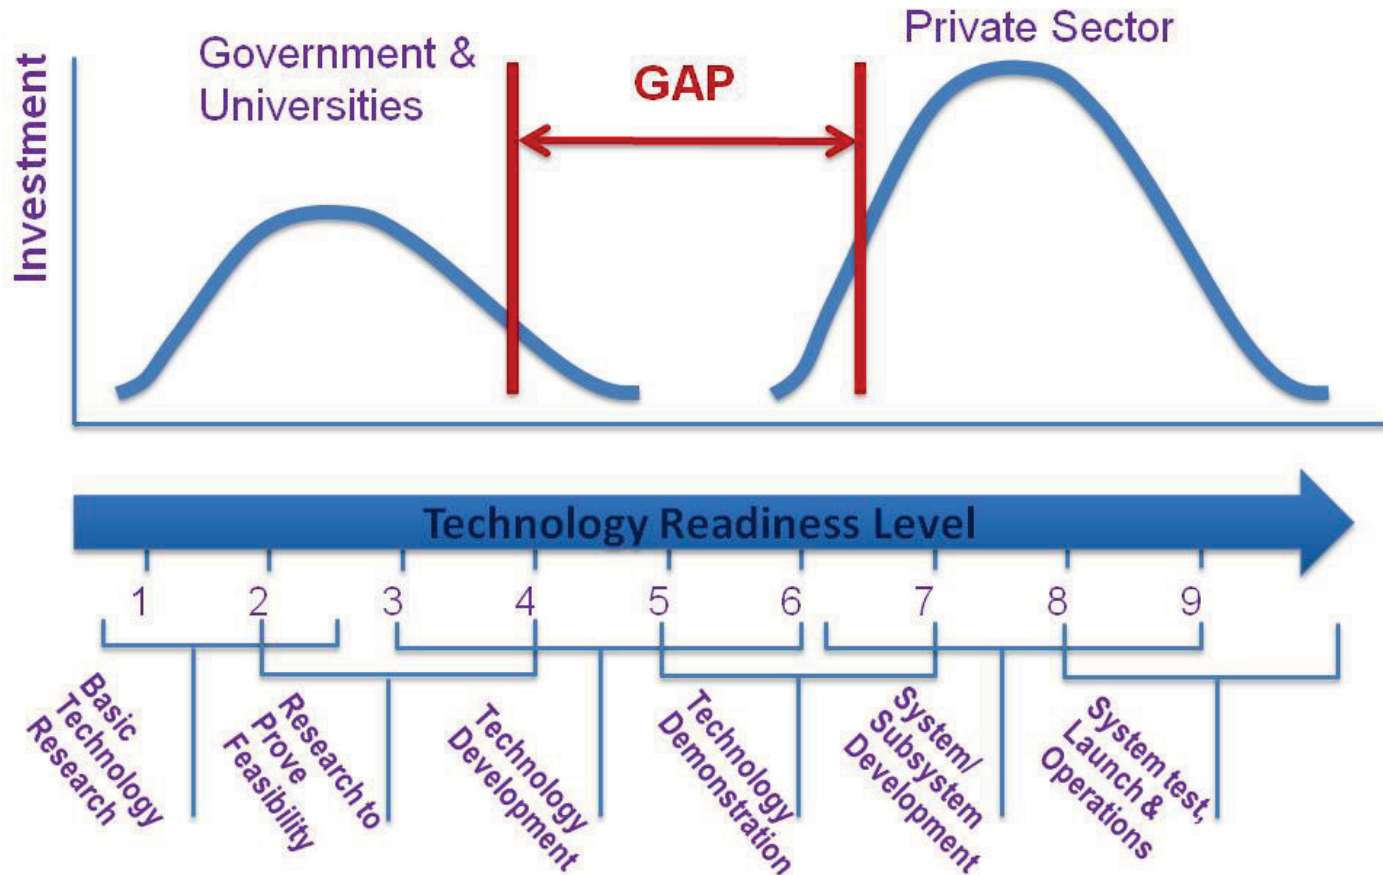 Private Sector
Government &
Universities
GAP
Investment
Technology Readiness Level
1 2 3 4 5 6 7 8 9
Basic
Technology
Research
Research to
Prove
Feasibility
Technology
Development
Technology
Demonstration
System/
Subsystem
Development
System test,
Launch &
Operations